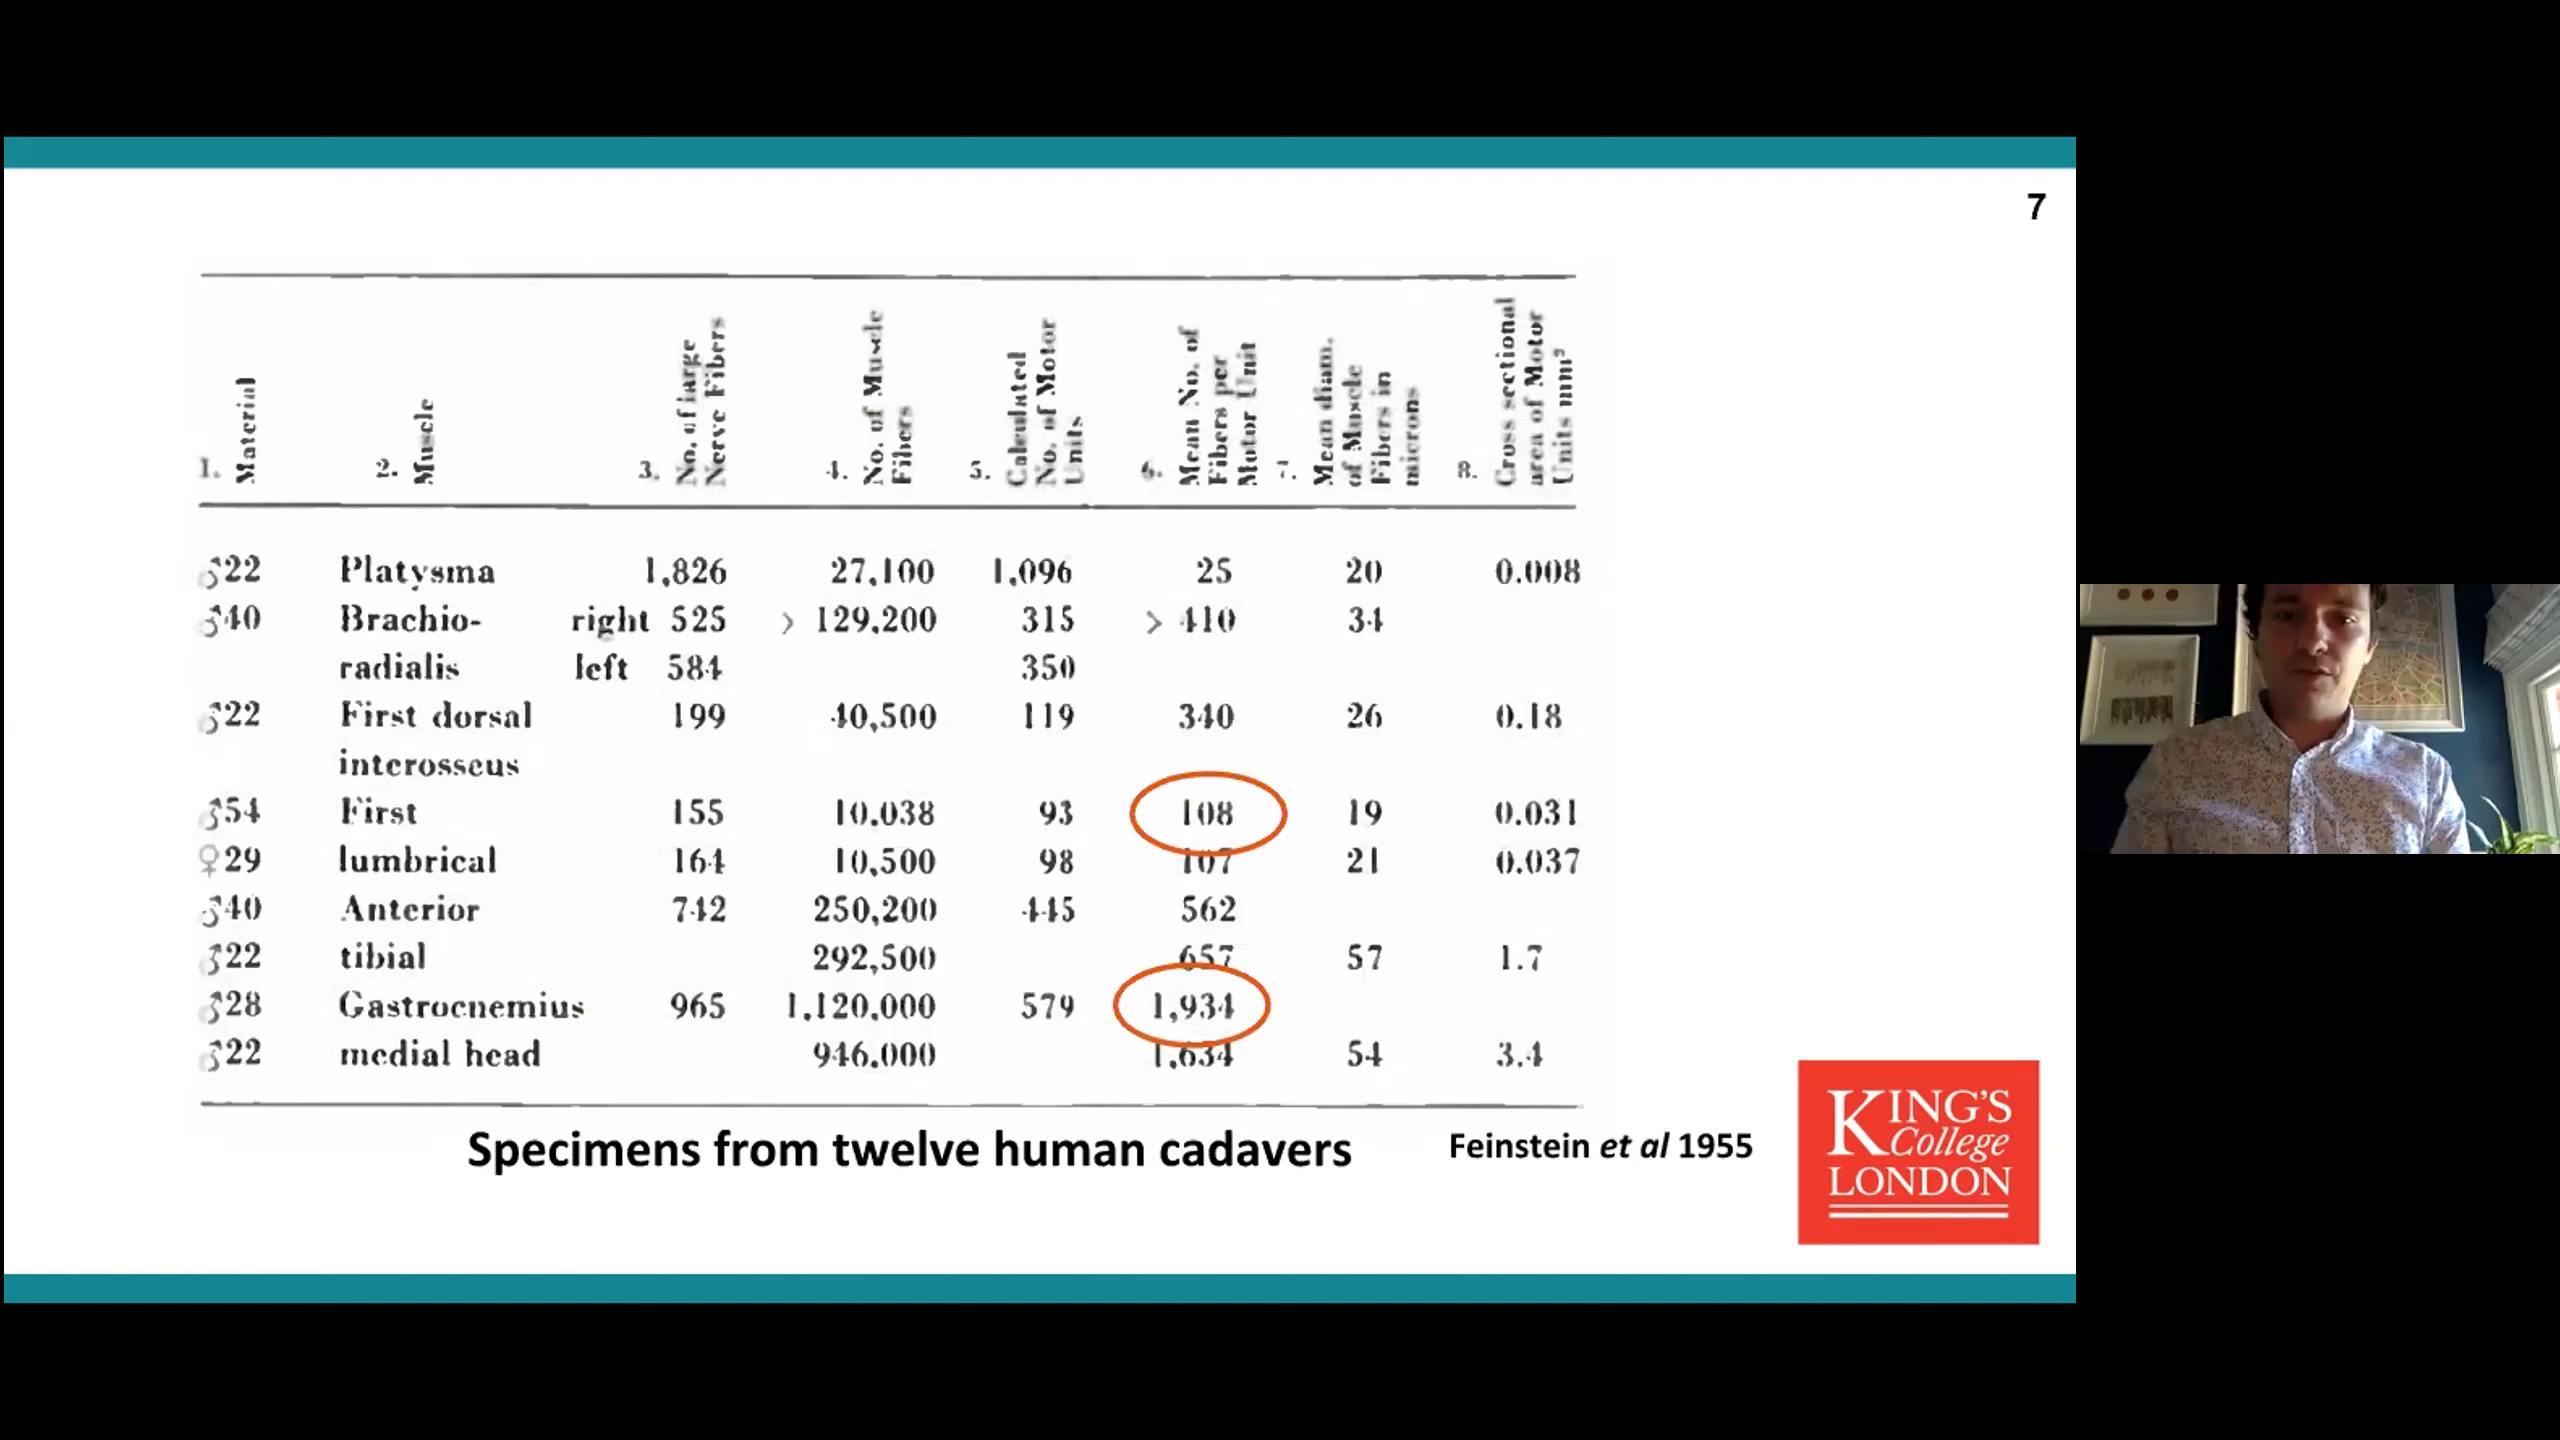 7
1. Material
2. Muscle
3. No. of large Nerve Fibers
4. No. of Muscle Fibers
5. Calculated No. of Motor Units
6. Mean No. of Fibers per Motor Unit
7. Mean diam. of Muscle Fibers in microns
8. Cross sectional area of Motor Units mm²
♂22 Platysma 1,826 27,100 1,096 25 20 0.008
♂40 Brachio- right 525 > 129,200 315 > 410 34
radialis left 584 350
♂22 First dorsal 199 40,500 119 340 26 0.18
interosseus
♂54 First 155 10.038 93 108 19 0.031
♀29 lumbrical 164 10,500 98 107 21 0.037
♂40 Anterior 742 250,200 445 562
♂22 tibial 292,500 657 57 1.7
♂28 Gastrocnemius 965 1,120,000 579 1,934
♂22 medial head 946,000 1,634 54 3.4
Specimens from twelve human cadavers
Feinstein et al 1955
KING'S
College
LONDON